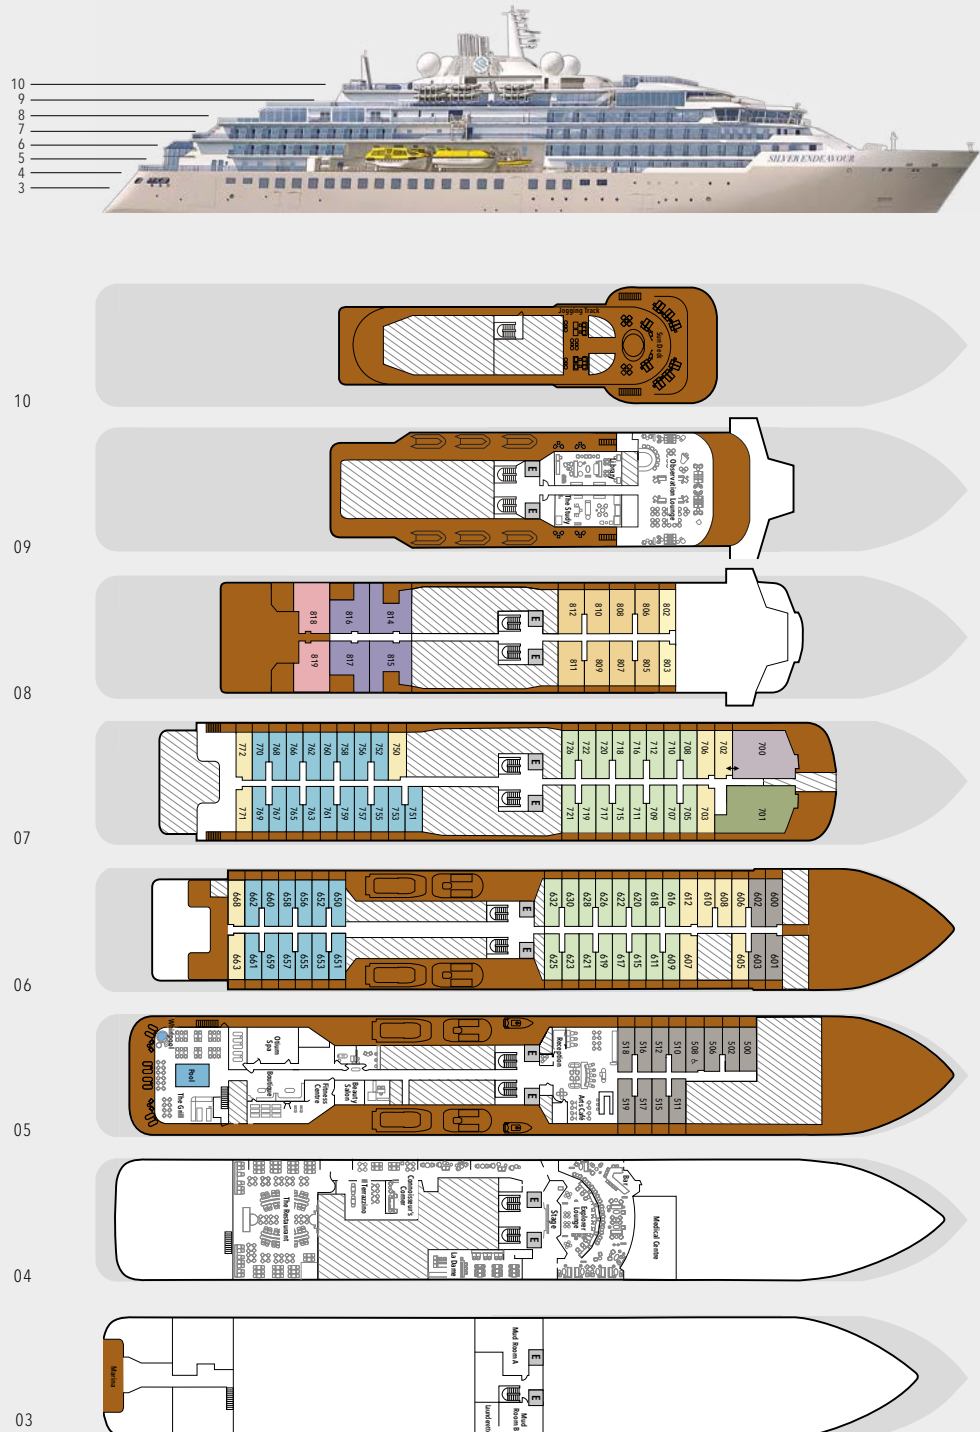 10
9
8
7
6
5
4
3
SILVER ENDEAVOUR
Jogging Track
Sun Deck
10
E
Library
Observation Lounge
The Study
E
09
818 816 814 E 812 810 808 806 802
819 817 815 E 811 809 807 805 803
08
772 770 768 766 762 760 758 756 752 750 E 726 722 720 718 716 712 710 708 706 702 700
771 769 767 765 763 761 759 757 755 753 751 E 721 719 717 715 711 709 707 705 703 701
07
668 662 660 658 656 652 650 E 632 630 628 626 622 620 618 616 612 610 608 606 602 600
663 661 659 657 655 653 651 E 625 623 621 619 617 615 611 609 607 605 603 601
06
Whirlpool
Otium
Spa
Reception
518 516 512 510 508 506 502 500
E
Pool
Boutique
The Grill
Fitness
Centre
Beauty
Salon
E
Arts Café
519 517 515 511
05
The Restaurant
Il Terrazzino
Connoisseur's
Corner
La Dame
E
E
Stage
Explorer
Lounge
Bar
Medical Centre
04
Marina
Mud Room A
E
E
Mud
Room B
03